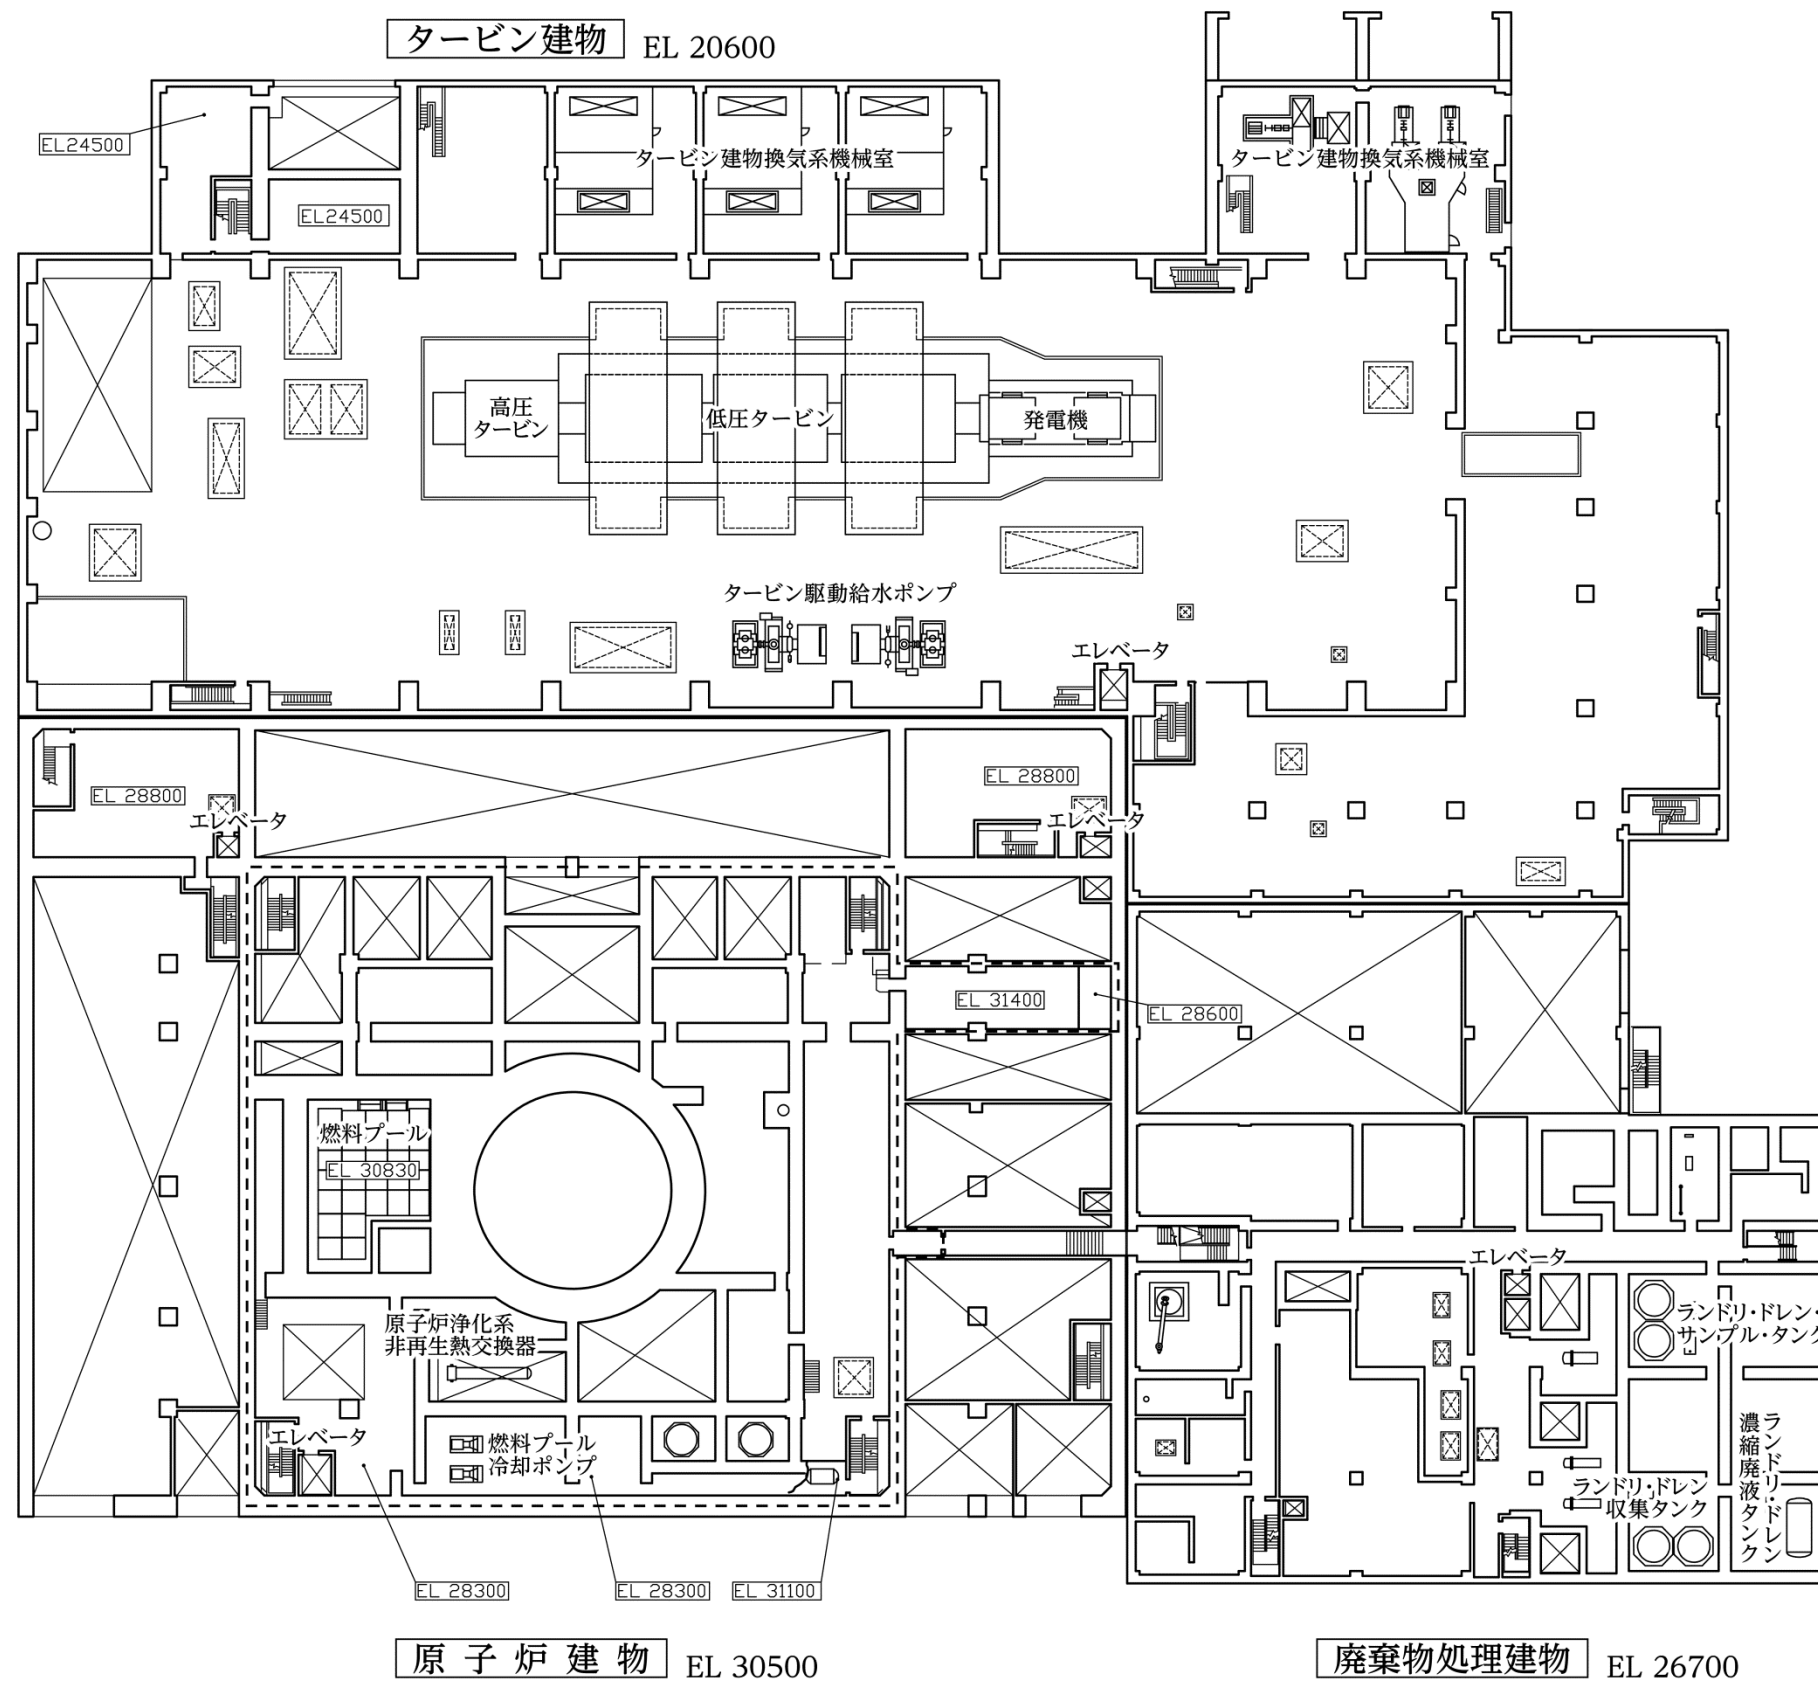 タービン建物 EL 20600
EL24500
EL24500
タービン建物換気系機械室
タービン建物換気系機械室
高圧
タービン
低圧タービン
発電機
タービン駆動給水ポンプ
エレベータ
EL 28800
エレベータ
EL 28800
エレベータ
EL 31400
EL 28600
燃料プール
EL 30830
エレベータ
原子炉浄化系
非再生熱交換器
ランドリ・ドレン・
サンプル・タンク
エレベータ
燃料プール
冷却ポンプ
ランドリ・ドレン
収集タンク
ランドリ・ドレン
濃縮廃液タンク
EL 28300
EL 28300
EL 31100
原子炉建物 EL 30500
廃棄物処理建物 EL 26700